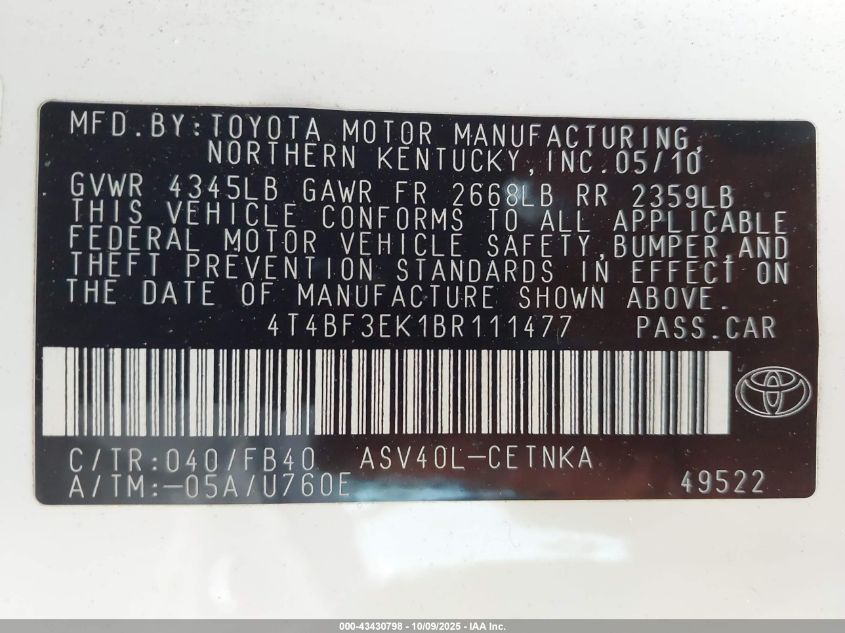 MFD.BY:TOYOTA MOTOR MANUFACTURING,
NORTHERN KENTUCKY, INC.05/10
GVWR 4345LB GAWR FR 2668LB RR 2359LB
THIS VEHICLE CONFORMS TO ALL APPLICABLE
FEDERAL MOTOR VEHICLE SAFETY,BUMPER,AND
THEFT PREVENTION STANDARDS IN EFFECT ON
THE DATE OF MANUFACTURE SHOWN ABOVE.
4T4BF3EK1BR111477 PASS.CAR
C/TR:040/FB40 ASV40L-CETNKA
A/TM:-05A/U760E 49522
000-43430798 - 10/09/2025 - IAA Inc.